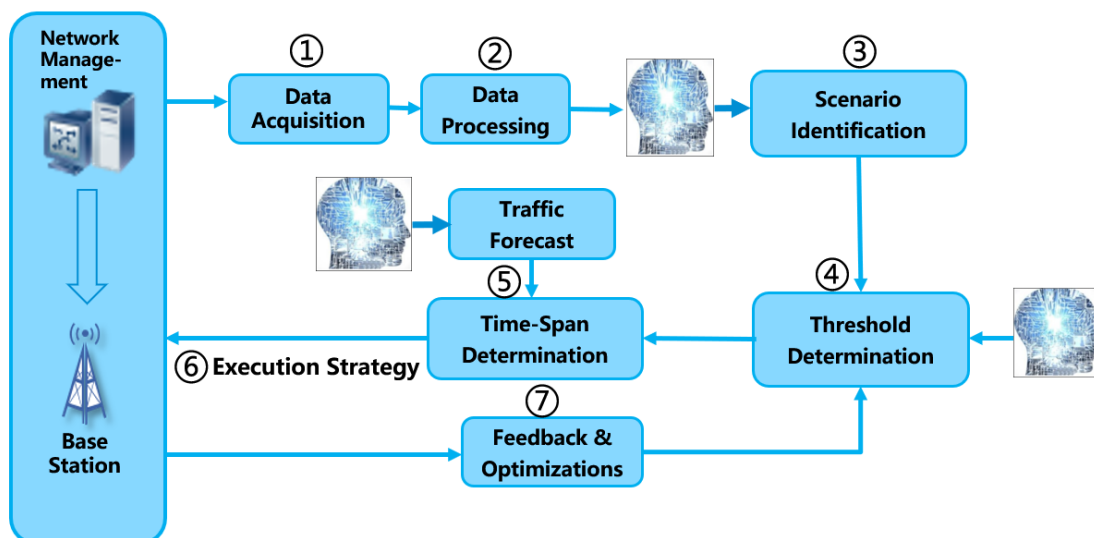 Network
Manage-
ment
①
Data
Acquisition
②
Data
Processing
③
Scenario
Identification
Traffic
Forecast
④
Threshold
Determination
⑤
Time-Span
Determination
⑥ Execution Strategy
⑦
Feedback &
Optimizations
Base
Station